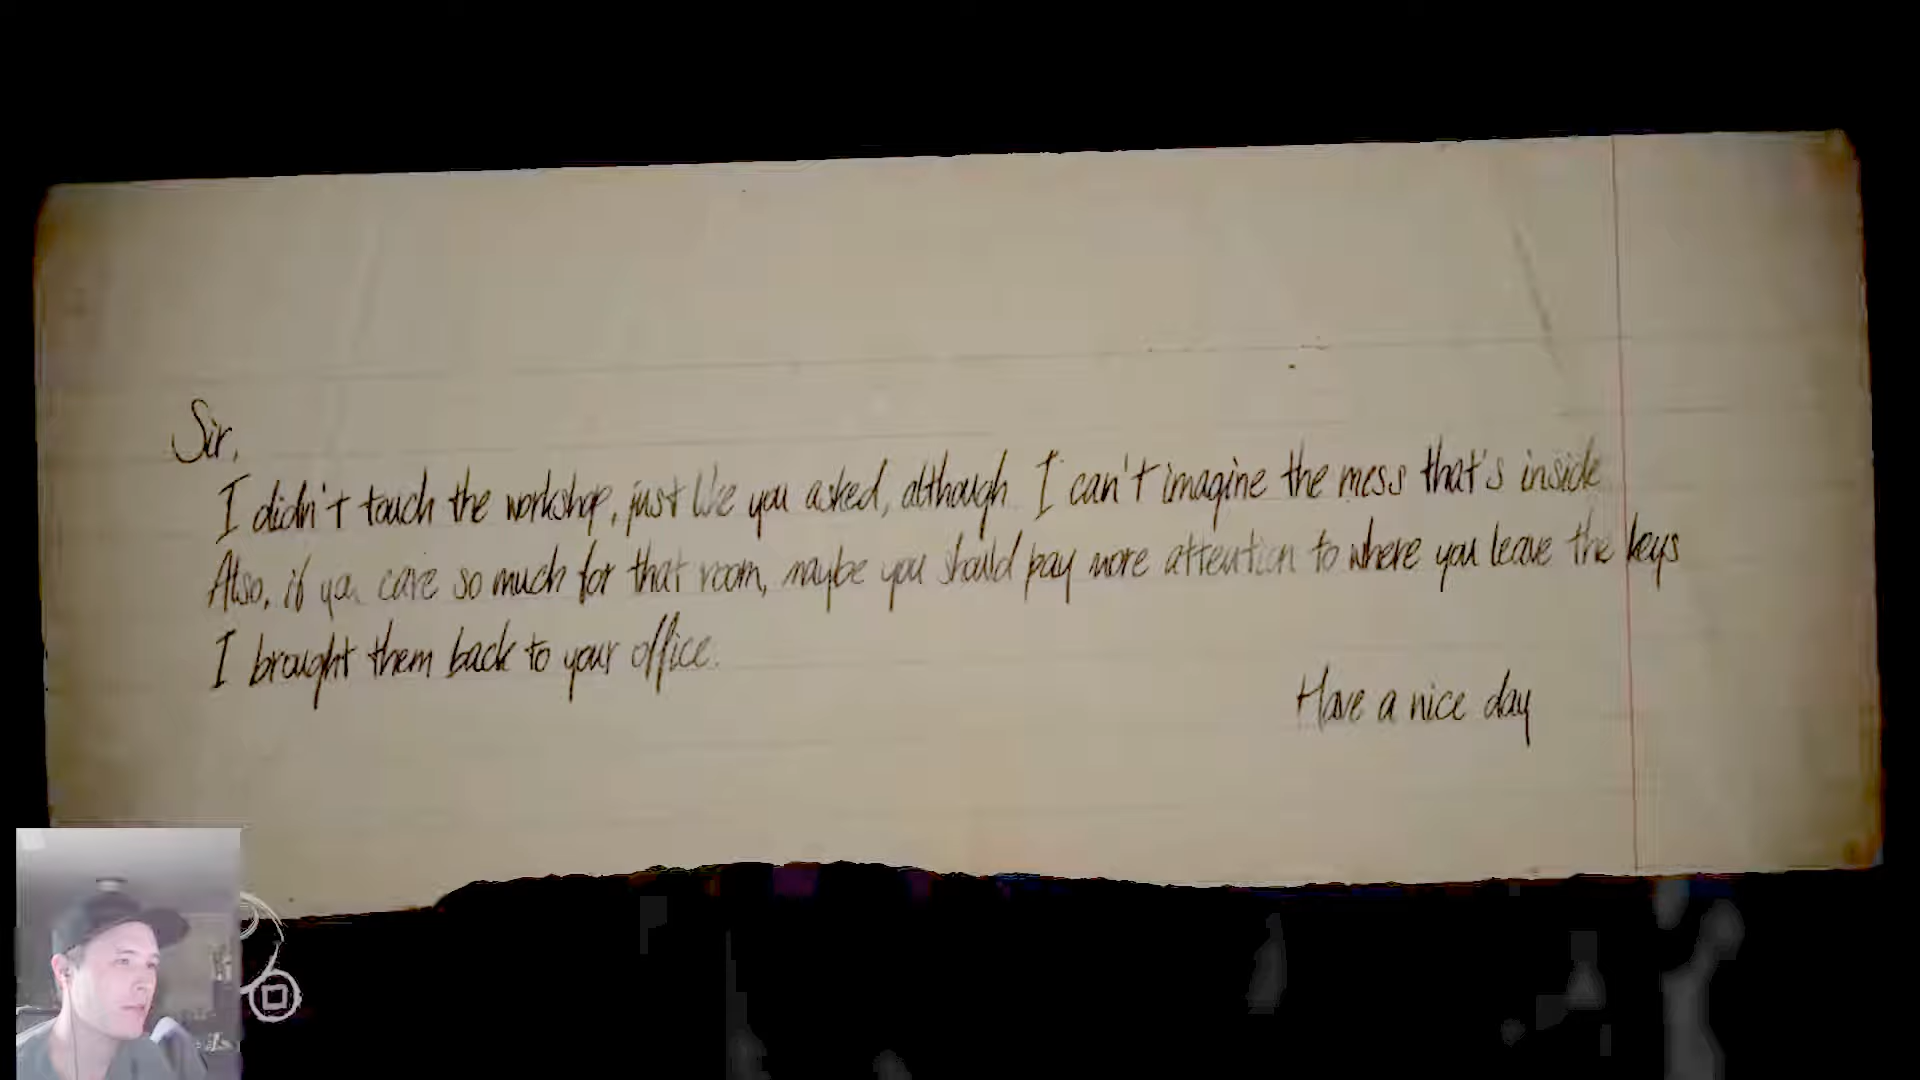 Sir,
I didn't touch the workshop, just like you asked, although I can't imagine the mess that's inside
Also, if you care so much for that room, maybe you should pay more attention to where you leave the keys
I brought them back to your office.
Have a nice day